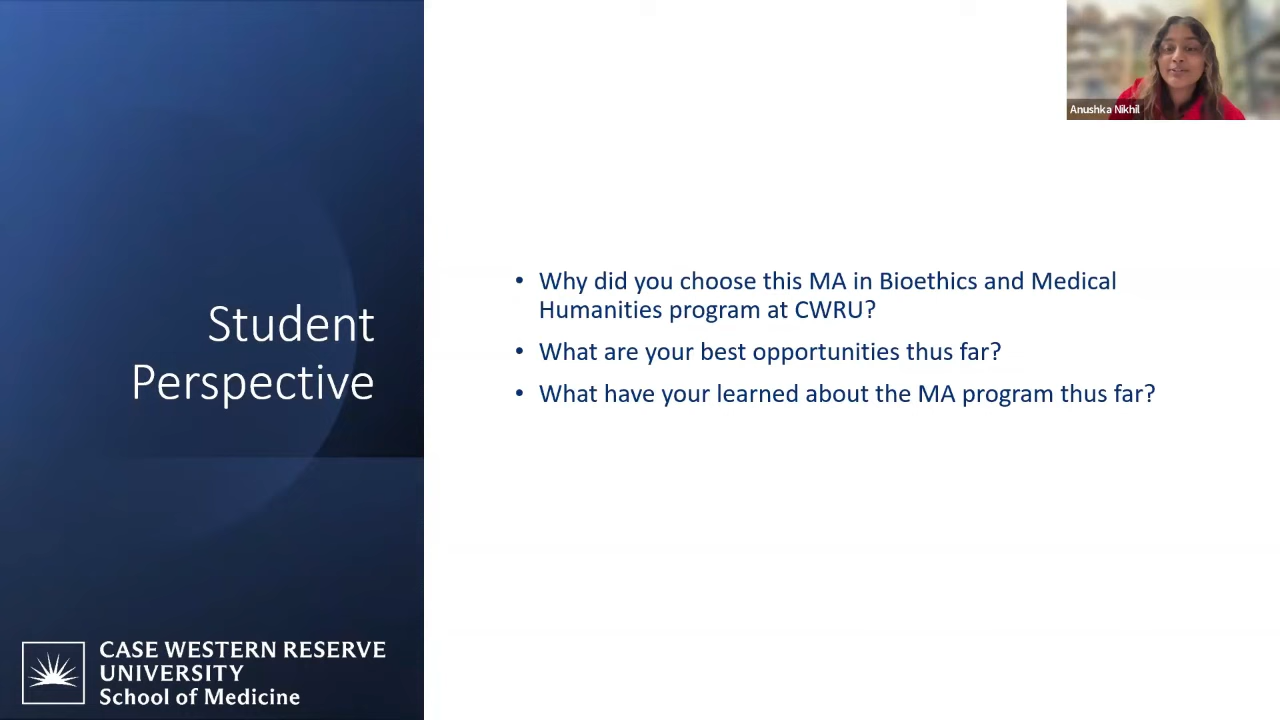 Anushka Nikhil
Student
Perspective
• Why did you choose this MA in Bioethics and Medical
Humanities program at CWRU?
• What are your best opportunities thus far?
• What have your learned about the MA program thus far?
CASE WESTERN RESERVE
UNIVERSITY
School of Medicine